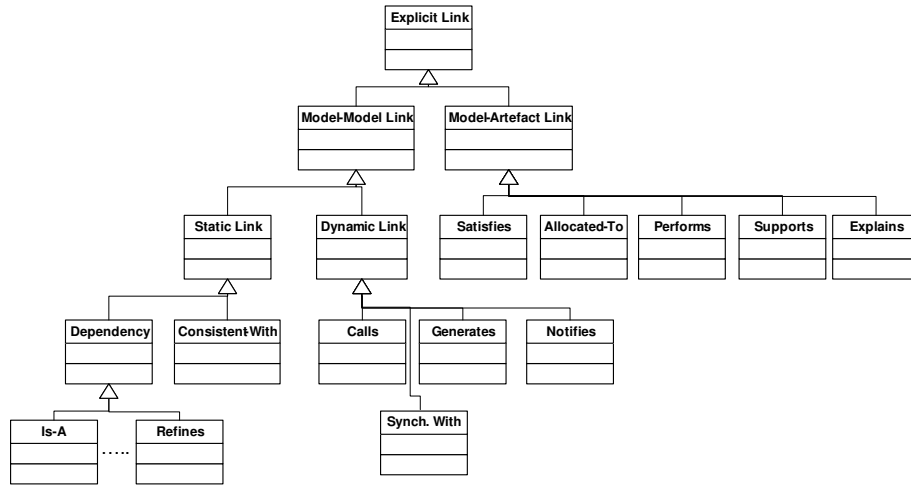 Explicit Link
Model-Model Link
Model-Artefact Link
Static Link
Dynamic Link
Satisfies
Allocated-To
Performs
Supports
Explains
Dependency
Consistent-With
Calls
Generates
Notifies
Is-A
.....
Refines
Synch. With